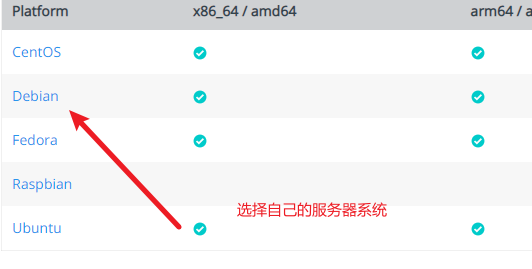 Platform x86_64 / amd64 arm64 / a
CentOS
Debian
Fedora
Raspbian
选择自己的服务器系统
Ubuntu